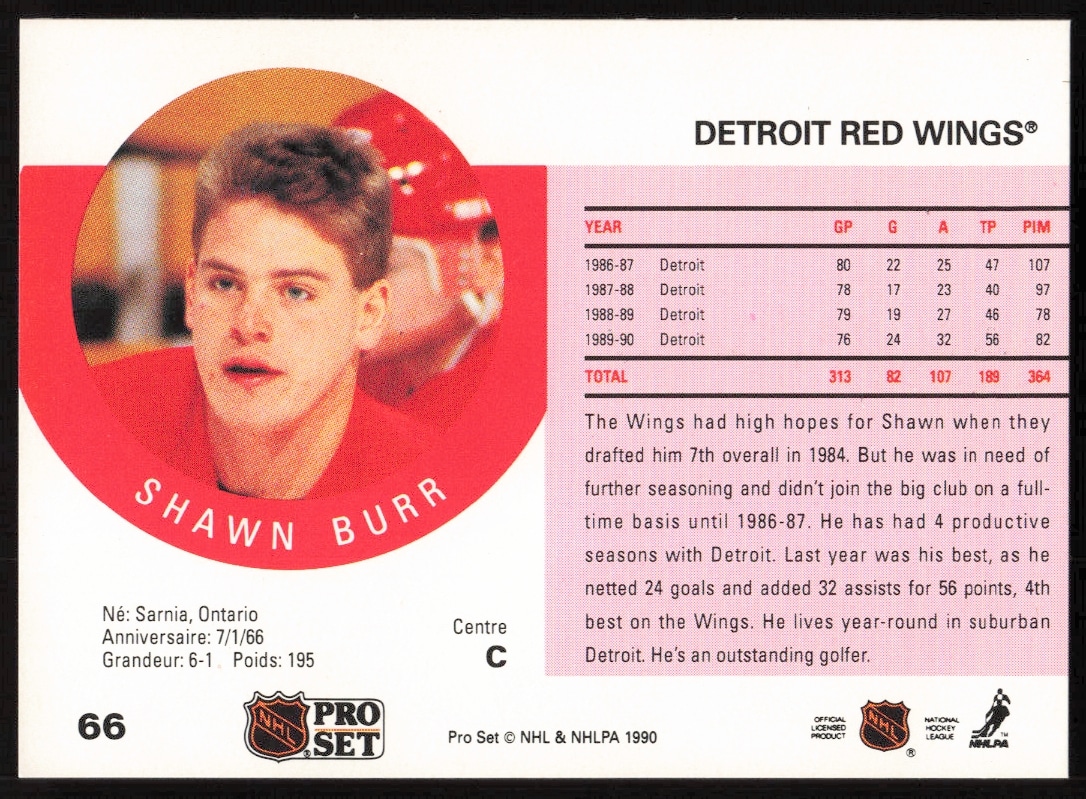 DETROIT RED WINGS®
YEAR GP G A TP PIM
1986-87 Detroit 80 22 25 47 107
1987-88 Detroit 78 17 23 40 97
1988-89 Detroit 79 19 27 46 78
1989-90 Detroit 76 24 32 56 82
TOTAL 313 82 107 189 364
The Wings had high hopes for Shawn when they
drafted him 7th overall in 1984. But he was in need of
further seasoning and didn't join the big club on a full-
time basis until 1986-87. He has had 4 productive
seasons with Detroit. Last year was his best, as he
netted 24 goals and added 32 assists for 56 points, 4th
best on the Wings. He lives year-round in suburban
Detroit. He's an outstanding golfer.
SHAWN BURR
Né: Sarnia, Ontario
Anniversaire: 7/1/66
Grandeur: 6-1 Poids: 195
Centre
C
66
NHL
PRO
SET
®
Pro Set © NHL & NHLPA 1990
OFFICIAL
LICENSED
PRODUCT
NHL
®
NATIONAL
HOCKEY
LEAGUE
™
NHLPA